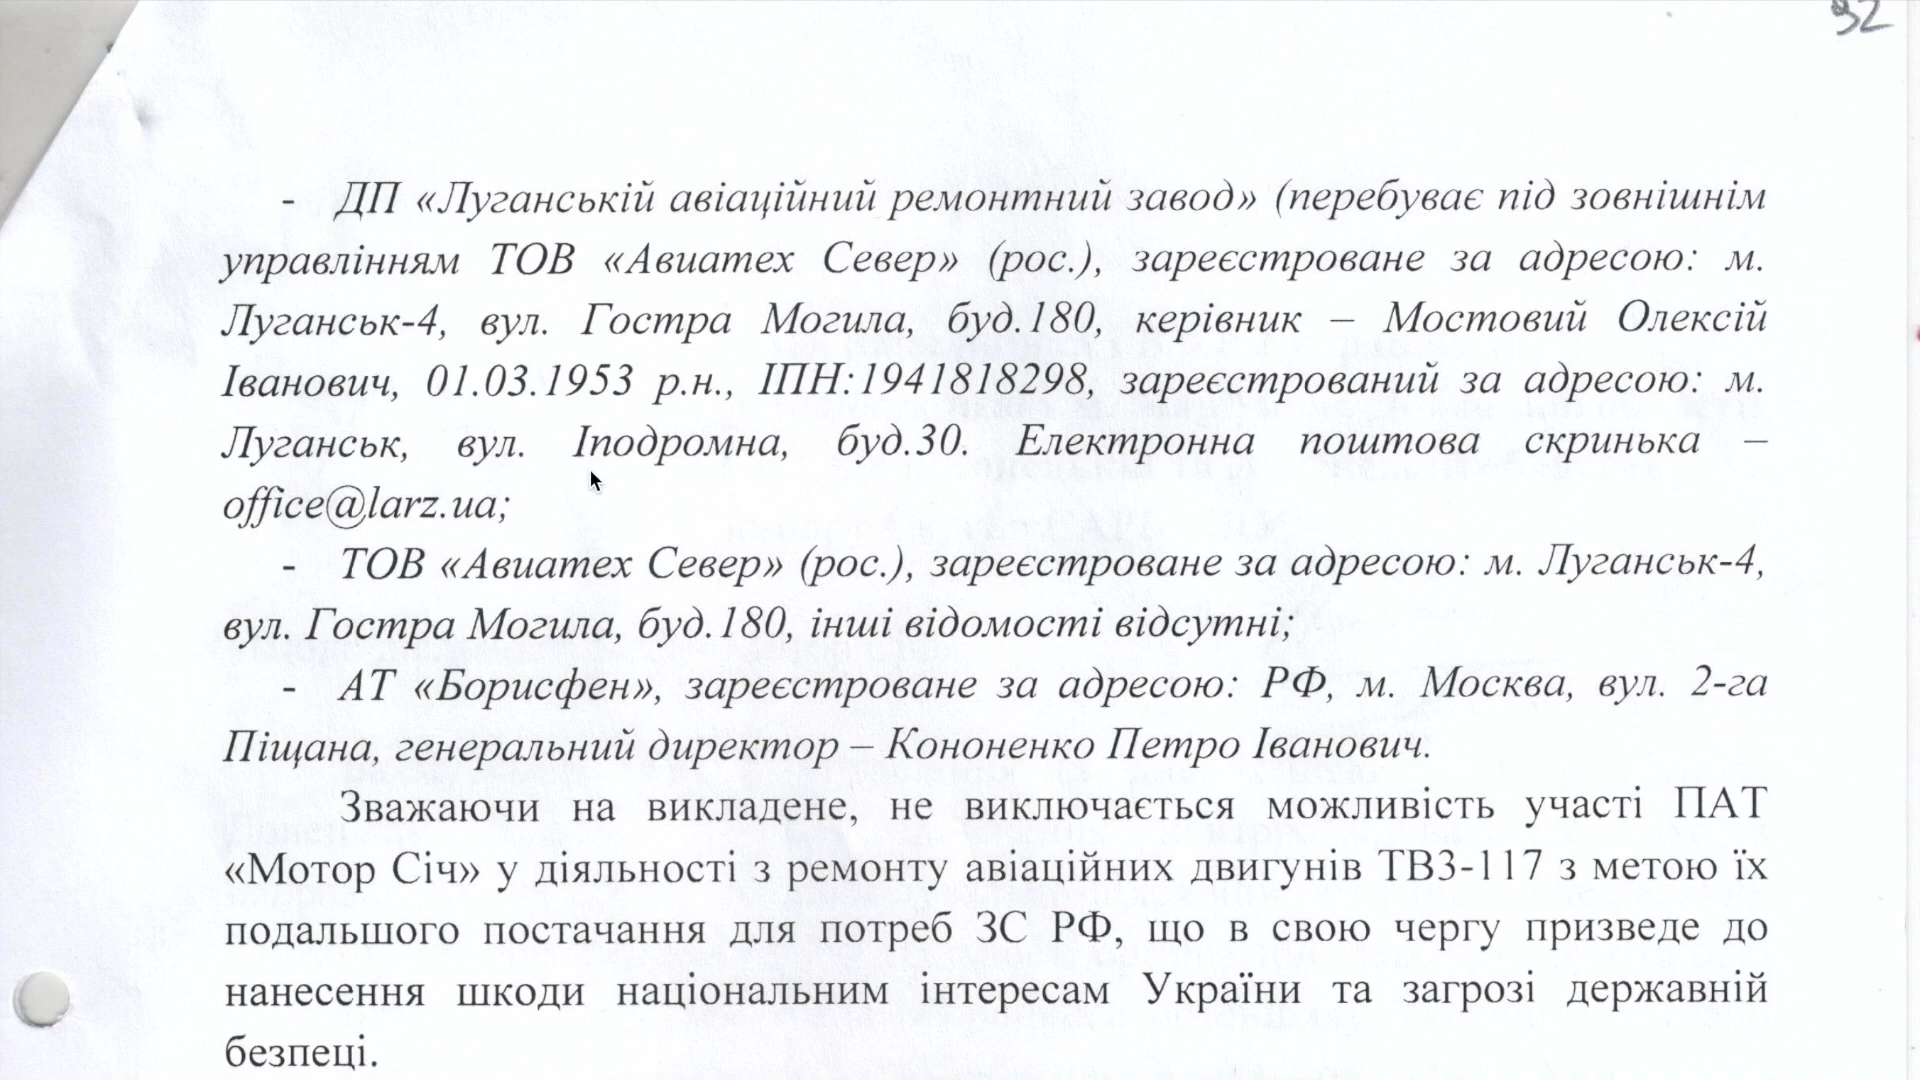 92
- ДП «Луганській авіаційний ремонтний завод» (перебуває під зовнішнім
управлінням ТОВ «Авиатех Север» (рос.), зареєстроване за адресою: м.
Луганськ-4, вул. Гостра Могила, буд.180, керівник – Мостовий Олексій
Іванович, 01.03.1953 р.н., ІПН:1941818298, зареєстрований за адресою: м.
Луганськ, вул. Іподромна, буд.30. Електронна поштова скринька –
office@larz.ua;
- ТОВ «Авиатех Север» (рос.), зареєстроване за адресою: м. Луганськ-4,
вул. Гостра Могила, буд.180, інші відомості відсутні;
- АТ «Борисфен», зареєстроване за адресою: РФ, м. Москва, вул. 2-га
Піщана, генеральний директор – Кононенко Петро Іванович.
Зважаючи на викладене, не виключається можливість участі ПАТ
«Мотор Січ» у діяльності з ремонту авіаційних двигунів ТВ3-117 з метою їх
подальшого постачання для потреб ЗС РФ, що в свою чергу призведе до
нанесення шкоди національним інтересам України та загрозі державній
безпеці.